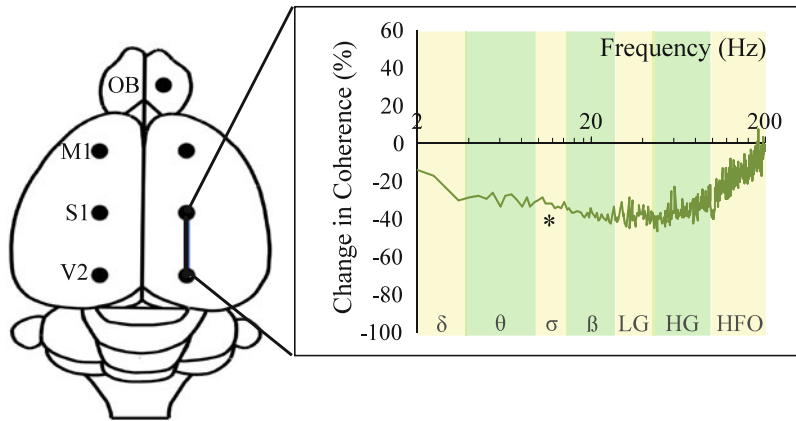 OB
M1
S1
V2
Change in Coherence (%)
Frequency (Hz)
60
40
20
0
-20
-40
-60
-80
-100
2 20 200
*
δ θ σ ß LG HG HFO